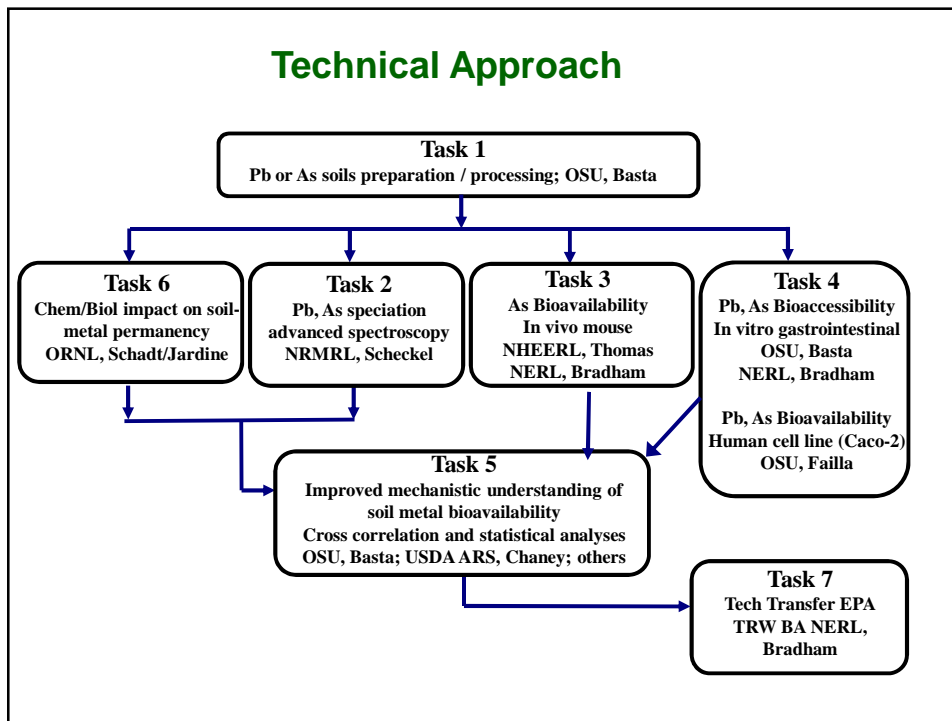 Technical Approach
Task 1
Pb or As soils preparation / processing; OSU, Basta
Task 6
Chem/Biol impact on soil-
metal permanency
ORNL, Schadt/Jardine
Task 2
Pb, As speciation
advanced spectroscopy
NRMRL, Scheckel
Task 3
As Bioavailability
In vivo mouse
NHEERL, Thomas
NERL, Bradham
Task 4
Pb, As Bioaccessibility
In vitro gastrointestinal
OSU, Basta
NERL, Bradham
Pb, As Bioavailability
Human cell line (Caco-2)
OSU, Failla
Task 5
Improved mechanistic understanding of
soil metal bioavailability
Cross correlation and statistical analyses
OSU, Basta; USDA ARS, Chaney; others
Task 7
Tech Transfer EPA
TRW BA NERL,
Bradham